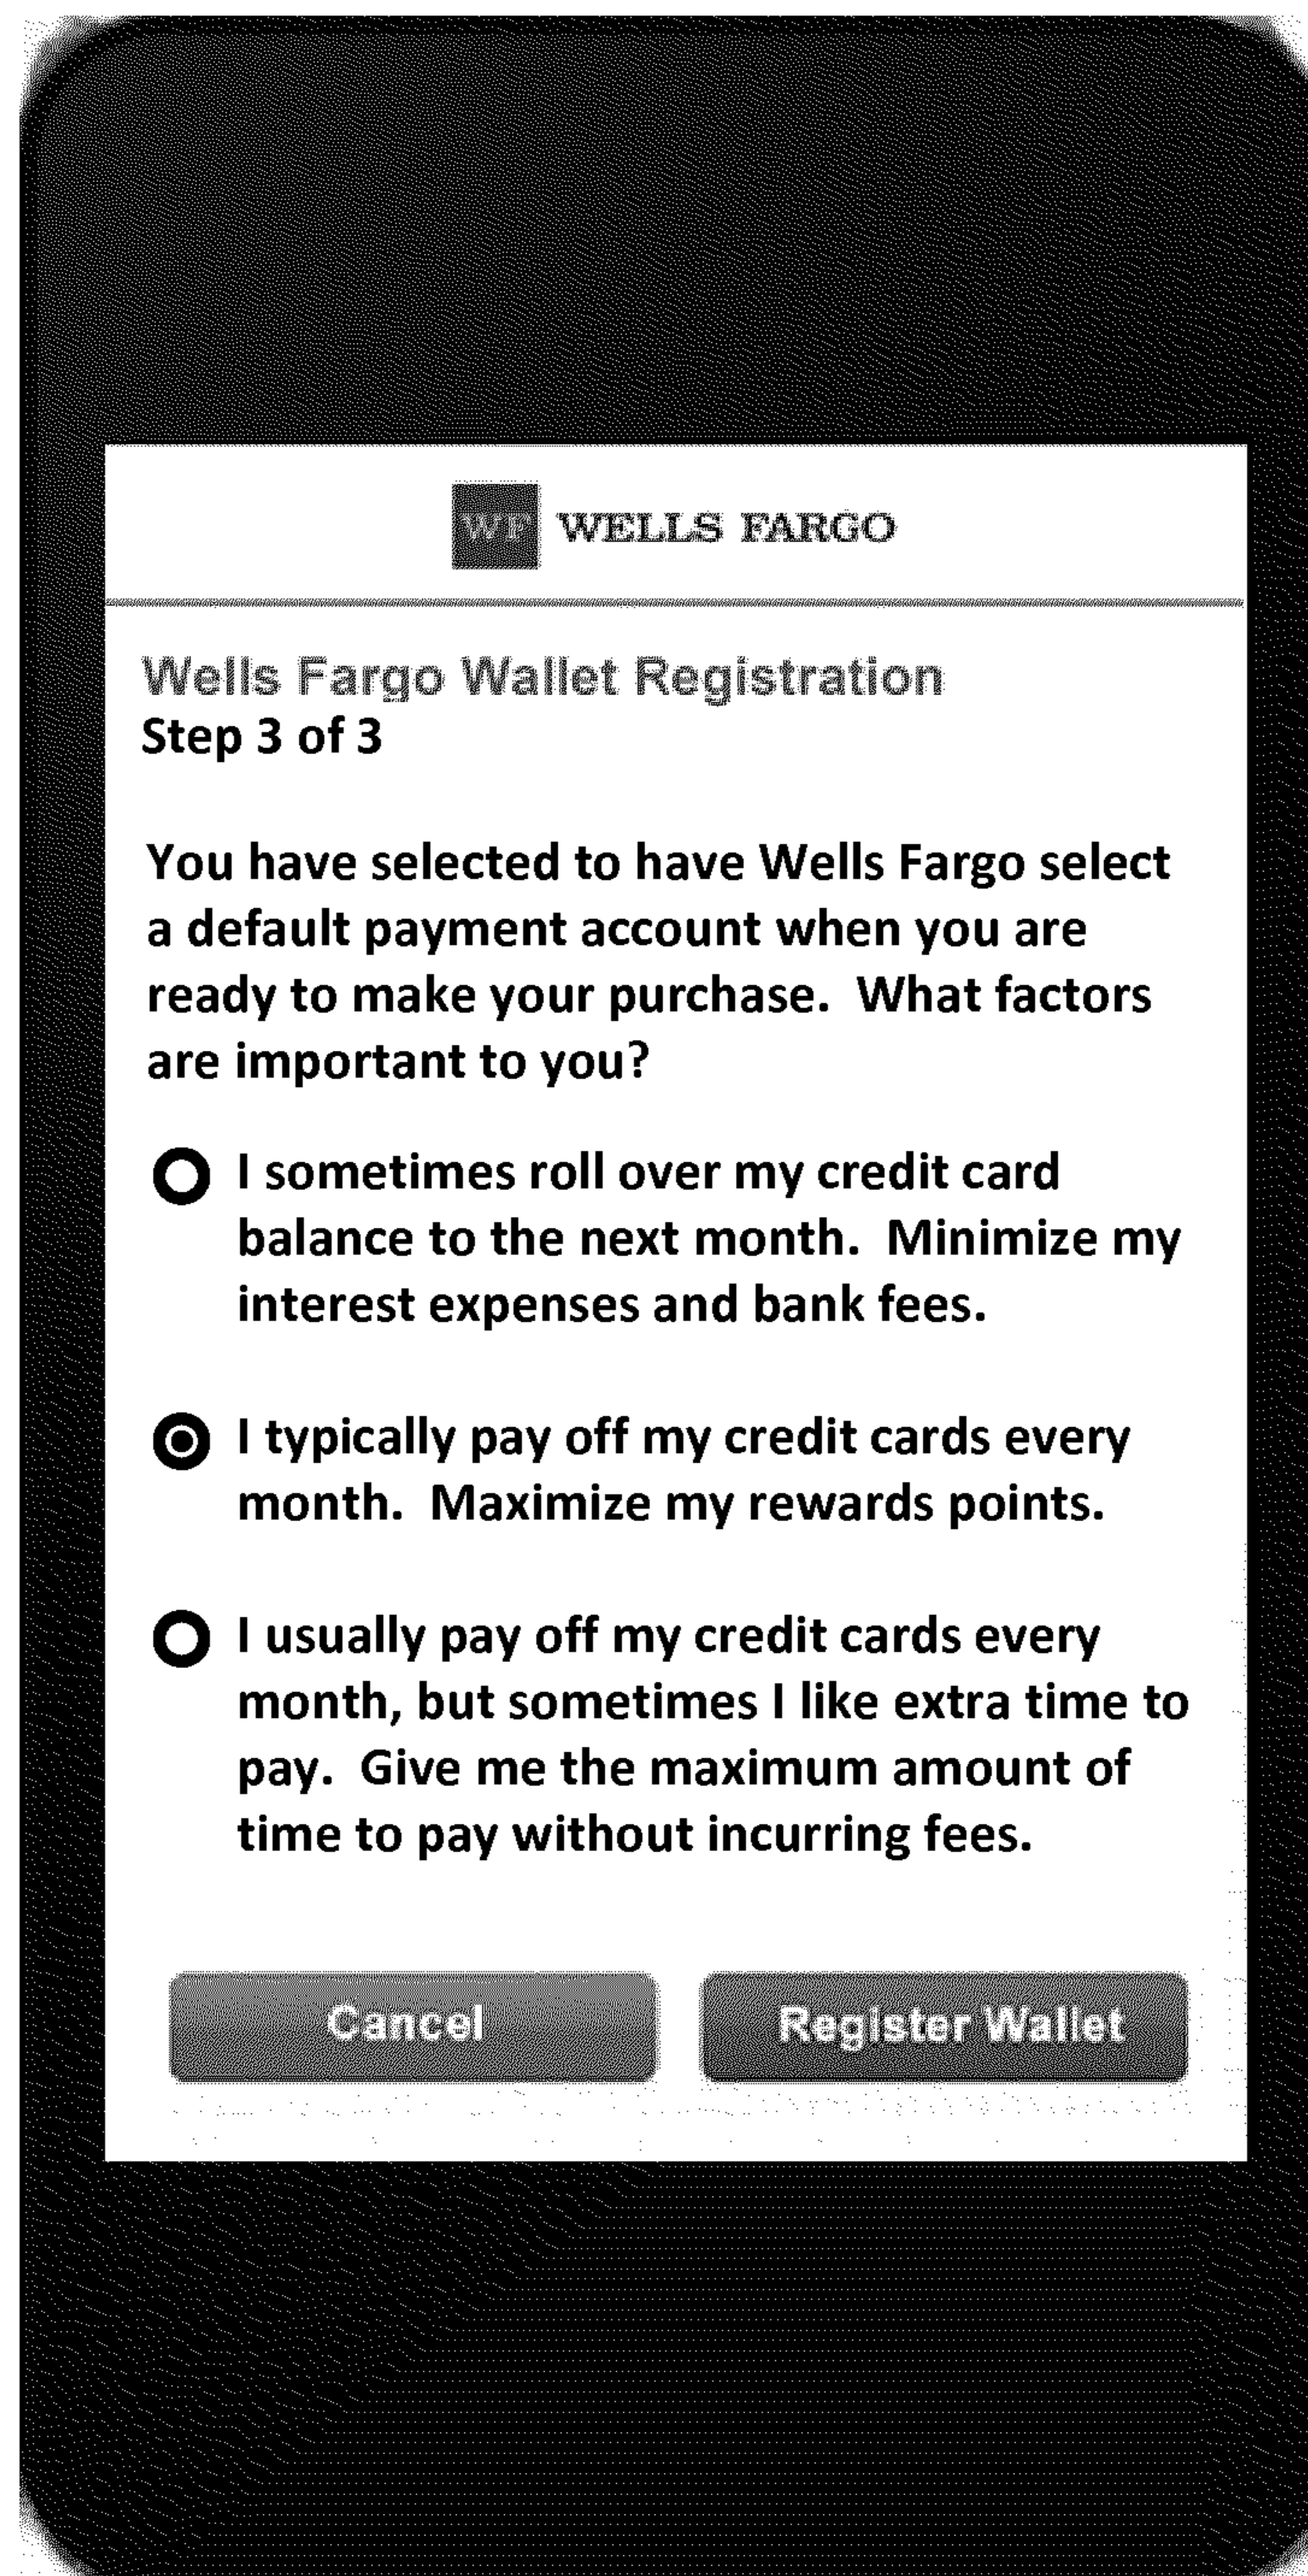 WF WELLS FARGO
Wells Fargo Wallet Registration
Step 3 of 3
You have selected to have Wells Fargo select
a default payment account when you are
ready to make your purchase.  What factors
are important to you?
I sometimes roll over my credit card
balance to the next month.  Minimize my
interest expenses and bank fees.
I typically pay off my credit cards every
month.  Maximize my rewards points.
I usually pay off my credit cards every
month, but sometimes I like extra time to
pay.  Give me the maximum amount of
time to pay without incurring fees.
Cancel
Register Wallet